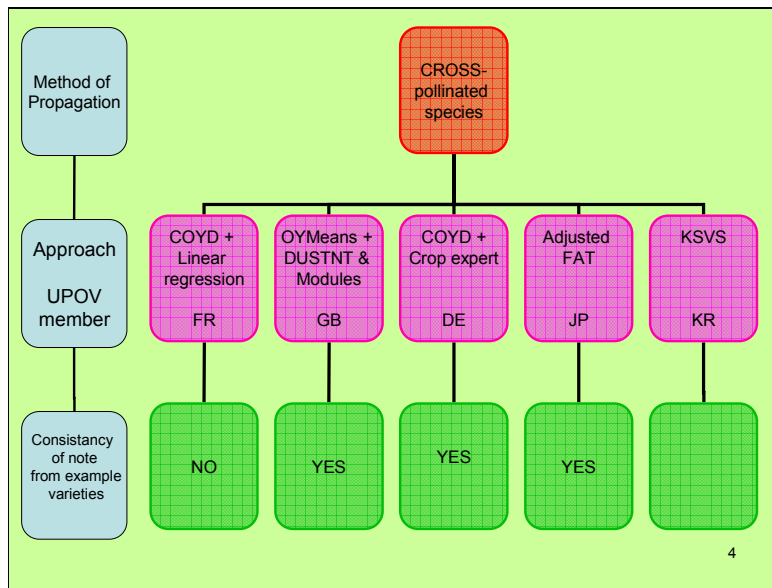 Method of
Propagation
CROSS-
pollinated
species
Approach
UPOV
member
COYD +
Linear
regression
FR
OYMeans +
DUSTNT &
Modules
GB
COYD +
Crop expert
DE
Adjusted
FAT
JP
KSVS
KR
Consistancy
of note
from example
varieties
NO
YES
YES
YES
4